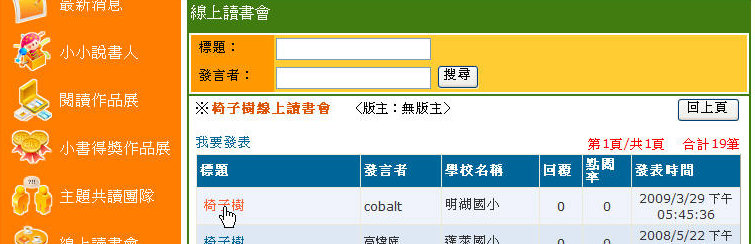 最新消息
小小說書人
閱讀作品展
小書得獎作品展
主題共讀團隊
線上讀書會
線上讀書會
標題：
發言者：
搜尋
※椅子樹線上讀書會 〈版主：無版主〉
回上頁
我要發表
第1頁/共1頁 合計19筆
標題 發言者 學校名稱 回覆 點閱率 發表時間
椅子樹 cobalt 明湖國小 0 0 2009/3/29 下午 05:45:36
椅子樹 0 0 2008/5/22 下午